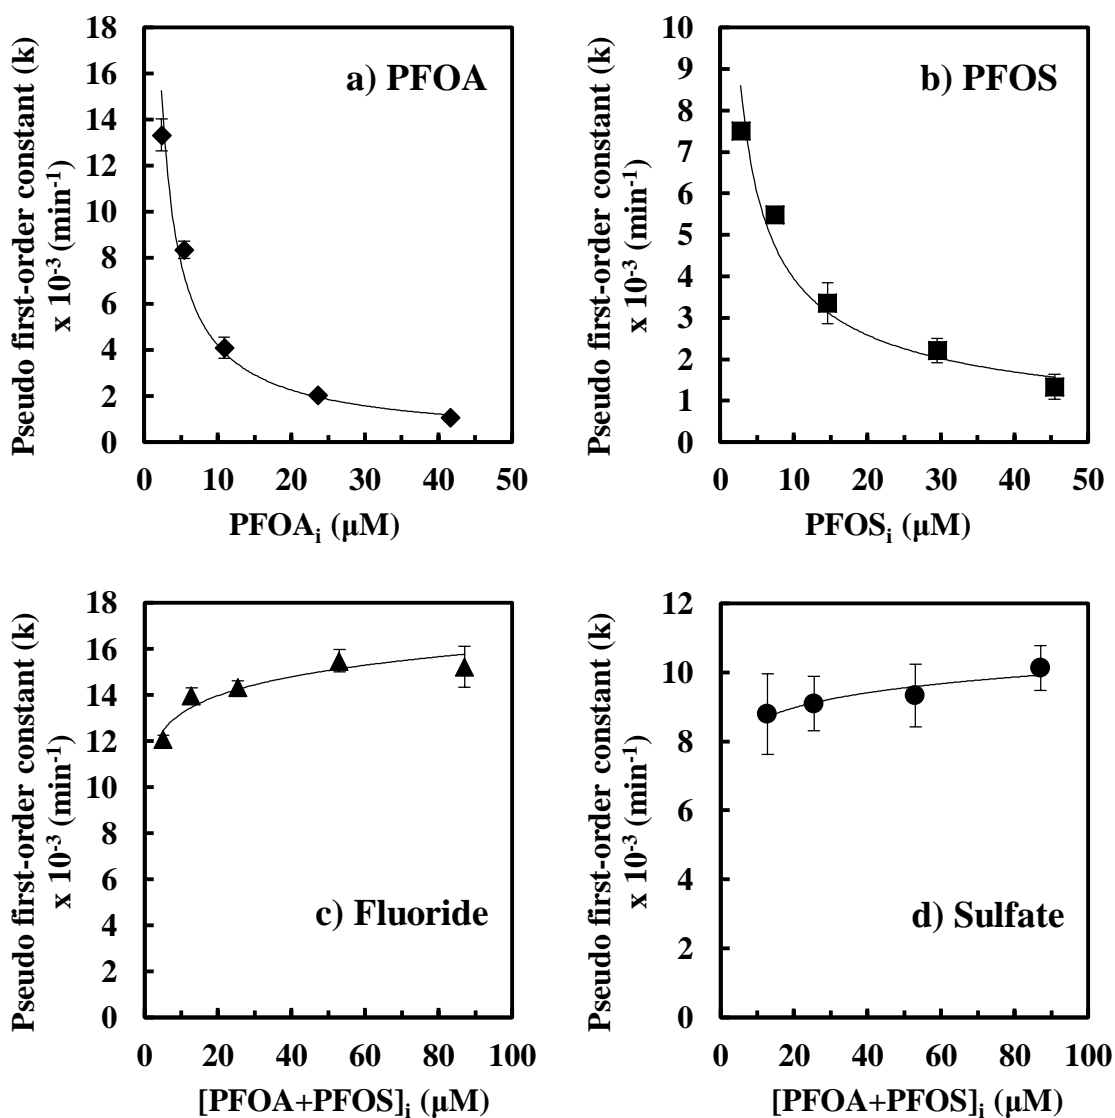 Pseudo first-order constant (k)
x 10⁻³ (min⁻¹)
18
16
14
12
10
8
6
4
2
0
a) PFOA
0 10 20 30 40 50
PFOAᵢ (µM)
Pseudo first-order constant (k)
x 10⁻³ (min⁻¹)
10
9
8
7
6
5
4
3
2
1
0
b) PFOS
0 10 20 30 40 50
PFOSᵢ (µM)
Pseudo first-order constant (k)
x 10⁻³ (min⁻¹)
18
16
14
12
10
8
6
4
2
0
c) Fluoride
0 20 40 60 80 100
[PFOA+PFOS]ᵢ (µM)
Pseudo first-order constant (k)
x 10⁻³ (min⁻¹)
12
10
8
6
4
2
0
d) Sulfate
0 20 40 60 80 100
[PFOA+PFOS]ᵢ (µM)